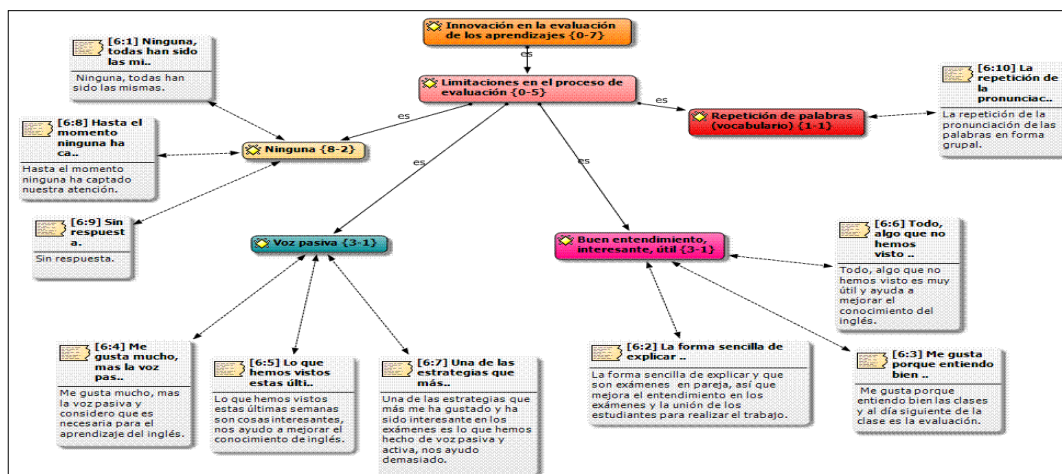 Innovación en la evaluación
de los aprendizajes {0-7}
es
Limitaciones en el proceso de
evaluación {0-5}
es
es
es
es
[6:1] Ninguna,
todas han sido
las mi..
Ninguna, todas han
sido las mismas.
[6:8] Hasta el
momento
ninguna ha
ca..
Hasta el momento
ninguna ha captado
nuestra atención.
[6:9] Sin
respuest
a.
Sin respuesta.
Ninguna {8-2}
Repetición de palabras
(vocabulario) {1-1}
[6:10] La
repetición de
la
pronunciac..
La repetición de la
pronunciación de las
palabras en forma
grupal.
Voz pasiva {3-1}
Buen entendimiento,
interesante, útil {3-1}
[6:6] Todo,
algo que no
hemos
visto ..
Todo, algo que no
hemos visto es muy
útil y ayuda a
mejorar el
conocimiento del
inglés.
[6:4] Me
gusta mucho,
mas la voz
pas..
Me gusta mucho, mas
la voz pasiva y
considero que es
necesaria para el
aprendizaje del inglés.
[6:5] Lo que
hemos vistos
estas últi..
Lo que hemos vistos
estas últimas semanas
son cosas interesantes,
nos ayudo a mejorar el
conocimiento de inglés.
[6:7] Una de las
estrategias que
más..
Una de las estrategias que
más me ha gustado y ha
sido interesante en los
exámenes es lo que hemos
hecho de voz pasiva y
activa, nos ayudo
demasiado.
[6:2] La forma
sencilla de
explicar ..
La forma sencilla de explicar y que
son exámenes en pareja, así que
mejora el entendimiento en los
exámenes y la unión de los
estudiantes para realizar el trabajo.
[6:3] Me gusta
porque entiendo
bien ..
Me gusta porque
entiendo bien las clases
y al día siguiente de la
clase es la evaluación.